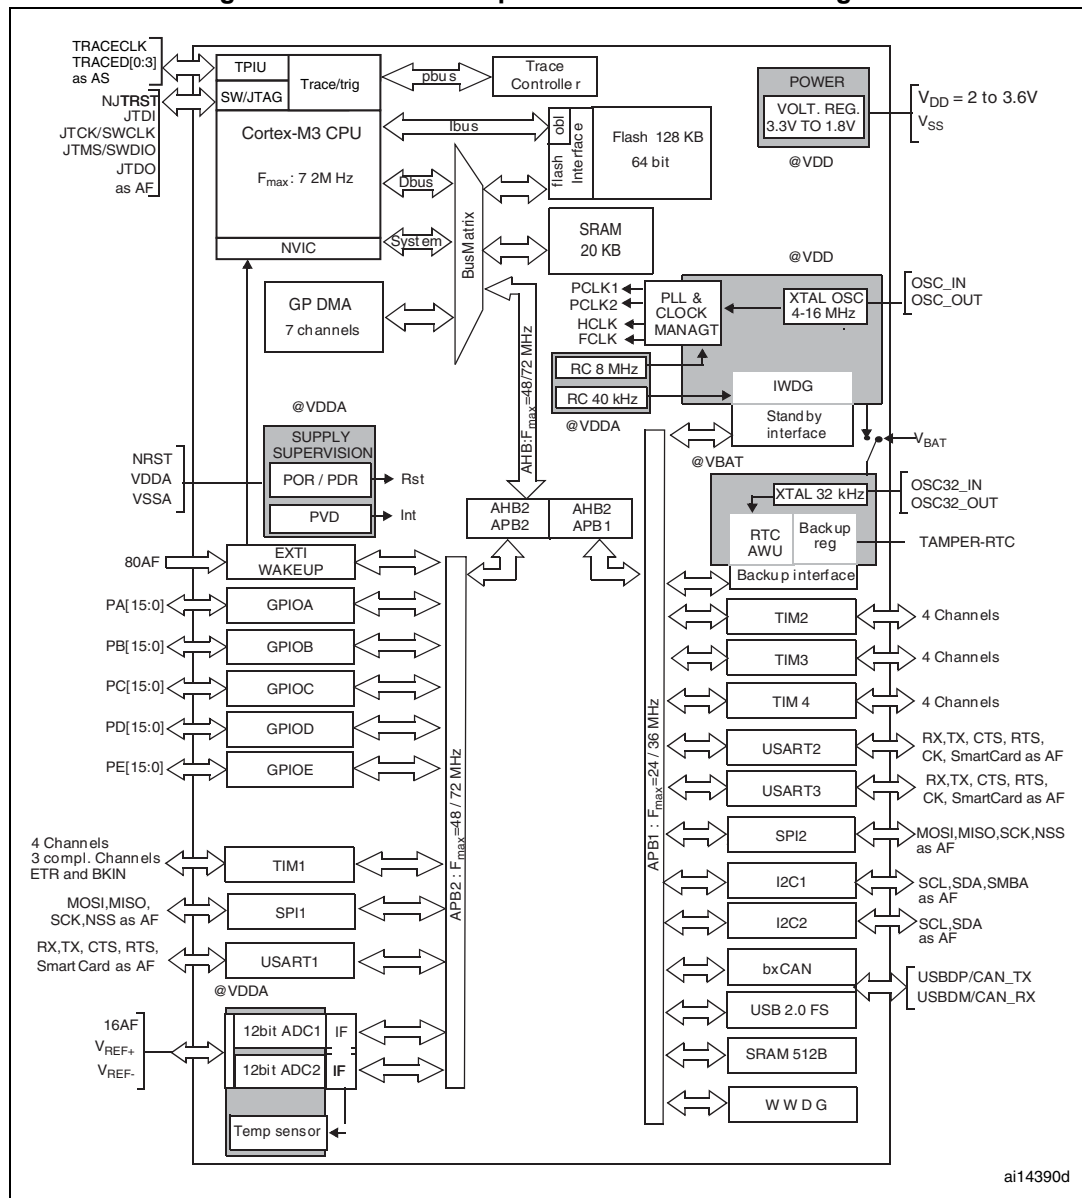 TRACECLK
TRACED[0:3]
as AS
NJTRST
JTDI
JTCK/SWCLK
JTMS/SWDIO
JTDO
as AF
TPIU
SW/JTAG
Trace/trig
Cortex-M3 CPU
Fmax: 7 2M Hz
NVIC
pbus
Trace
Controller
Ibus
Dbus
System
BusMatrix
flash
obl
Interface
Flash 128 KB
64 bit
SRAM
20 KB
GP DMA
7 channels
POWER
VOLT. REG.
3.3V TO 1.8V
@VDD
VDD = 2 to 3.6V
VSS
@VDD
PCLK1
PCLK2
HCLK
FCLK
PLL &
CLOCK
MANAGT
XTAL OSC
4-16 MHz
OSC_IN
OSC_OUT
RC 8 MHz
RC 40 kHz
@VDDA
IWDG
Standby
interface
VBAT
@VBAT
XTAL 32 kHz
OSC32_IN
OSC32_OUT
RTC
AWU
Backup
reg
TAMPER-RTC
Backup interface
AHB:Fmax=48/72 MHz
@VDDA
SUPPLY
SUPERVISION
NRST
VDDA
VSSA
POR / PDR
Rst
PVD
Int
AHB2
APB2
AHB2
APB1
80AF
EXTI
WAKEUP
PA[15:0]
GPIOA
PB[15:0]
GPIOB
PC[15:0]
GPIOC
PD[15:0]
GPIOD
PE[15:0]
GPIOE
4 Channels
3 compl. Channels
ETR and BKIN
TIM1
MOSI,MISO,
SCK,NSS as AF
SPI1
RX,TX, CTS, RTS,
SmartCard as AF
USART1
@VDDA
16AF
VREF+
VREF-
12bit ADC1
IF
12bit ADC2
IF
Temp sensor
APB2 : Fmax=48 / 72 MHz
APB1 : Fmax=24 / 36 MHz
TIM2
4 Channels
TIM3
4 Channels
TIM 4
4 Channels
USART2
RX,TX, CTS, RTS,
CK, SmartCard as AF
USART3
RX,TX, CTS, RTS,
CK, SmartCard as AF
SPI2
MOSI,MISO,SCK,NSS
as AF
I2C1
SCL,SDA,SMBA
as AF
I2C2
SCL,SDA
as AF
bxCAN
USBDP/CAN_TX
USBDM/CAN_RX
USB 2.0 FS
SRAM 512B
W W D G
ai14390d